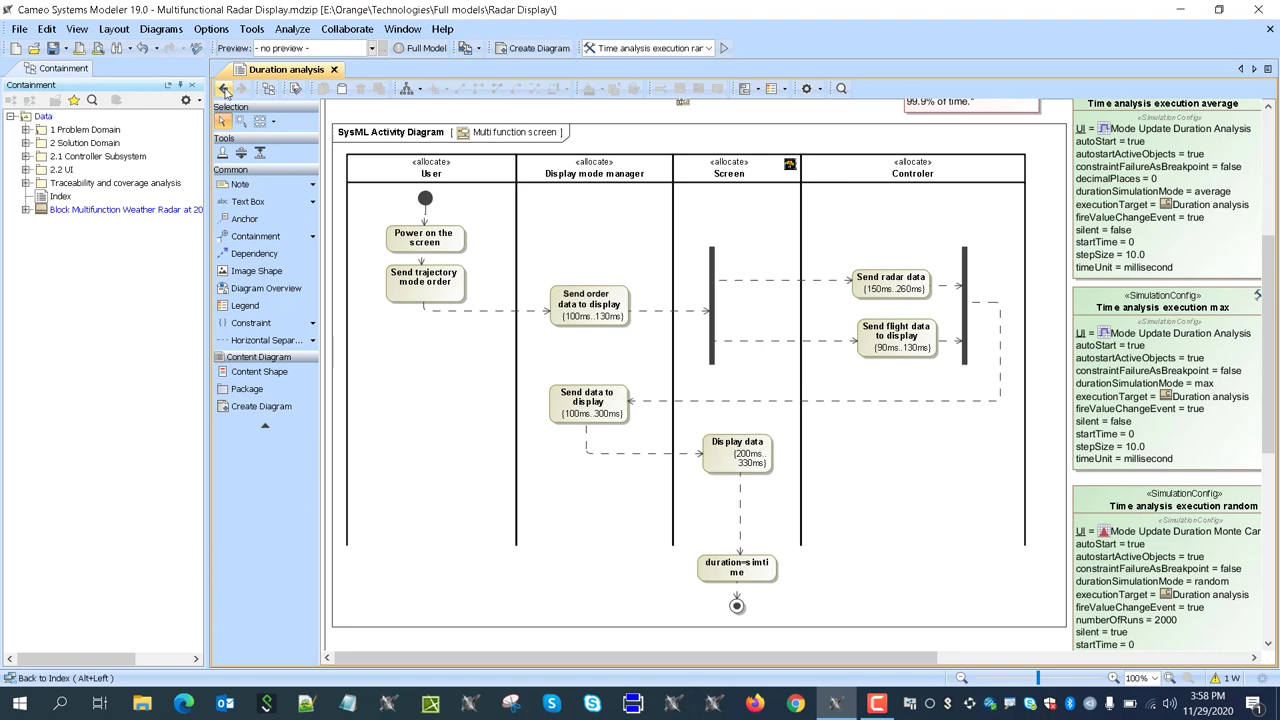 Cameo Systems Modeler 19.0 - Multifunctional Radar Display.mdzip [E:\Orange\Technologies\Full models\Radar Display\]
File Edit View Layout Diagrams Options Tools Analyze Collaborate Window Help
Preview: - no preview - Full Model Create Diagram Time analysis execution rar
Containment
Duration analysis
Containment
Data
1 Problem Domain
2 Solution Domain
2.1 Controller Subsystem
2.2 UI
Traceability and coverage analysis
Index
Block Multifunction Weather Radar at 20
Selection
Tools
Common
Note
Text Box
Anchor
Containment
Dependency
Image Shape
Diagram Overview
Legend
Constraint
Horizontal Separ...
Content Diagram
Content Shape
Package
Create Diagram
99.9% of time."
SysML Activity Diagram [ Multi function screen ]
«allocate»
User
«allocate»
Display mode manager
«allocate»
Screen
«allocate»
Controler
Power on the
screen
Send trajectory
mode order
Send order
data to display
{100ms..130ms}
Send radar data
{150ms..260ms}
Send flight data
to display
{90ms..130ms}
Send data to
display
{100ms..300ms}
Display data
{200ms..
330ms}
duration=simti
me
Time analysis execution average
«SimulationConfig»
UI = Mode Update Duration Analysis
autoStart = true
autostartActiveObjects = true
constraintFailureAsBreakpoint = false
decimalPlaces = 0
durationSimulationMode = average
executionTarget = Duration analysis
fireValueChangeEvent = true
silent = false
startTime = 0
stepSize = 10.0
timeUnit = millisecond
«SimulationConfig»
Time analysis execution max
«SimulationConfig»
UI = Mode Update Duration Analysis
autoStart = true
autostartActiveObjects = true
constraintFailureAsBreakpoint = false
durationSimulationMode = max
executionTarget = Duration analysis
fireValueChangeEvent = true
silent = false
startTime = 0
stepSize = 10.0
timeUnit = millisecond
«SimulationConfig»
Time analysis execution random
«SimulationConfig»
UI = Mode Update Duration Monte Car
autoStart = true
autostartActiveObjects = true
constraintFailureAsBreakpoint = false
durationSimulationMode = random
executionTarget = Duration analysis
fireValueChangeEvent = true
numberOfRuns = 2000
silent = true
startTime = 0
Back to Index ( Alt+Left )
100%
1 W
3:58 PM
11/29/2020